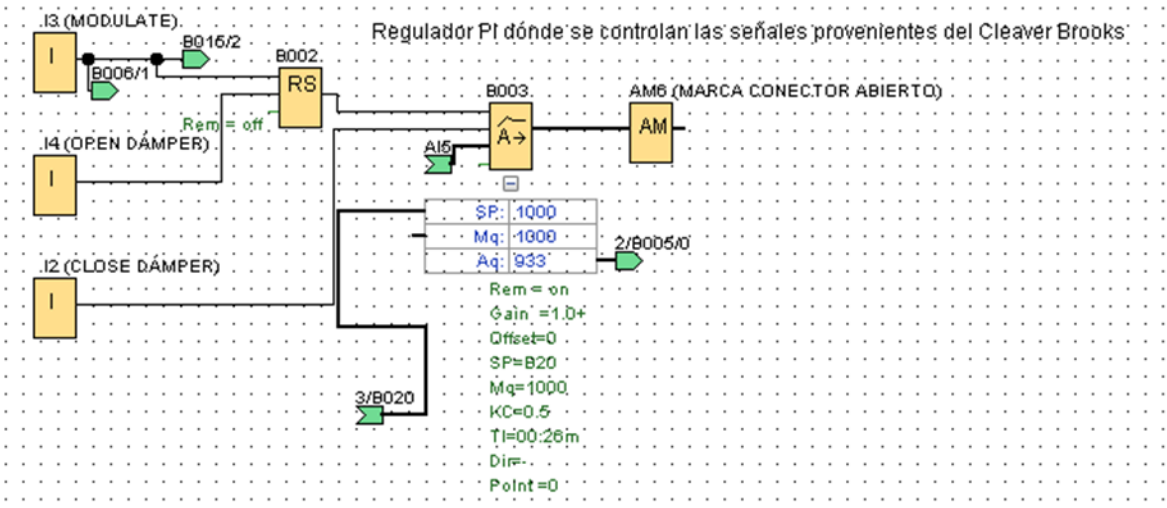 I3 (MODULATE)
Regulador PI dónde se controlan las señales provenientes del Cleaver Brooks
I
B016/2
B006/1
B002
RS
Rem = off
B003
A→
AM6 (MARCA CONECTOR ABIERTO)
AM
I4 (OPEN DÁMPER)
I
AI5
SP: 1000
Mq: 1000
Aq: 933
2/B005/0
I2 (CLOSE DÁMPER)
I
Rem = on
Gain =1.0+
Offset=0
SP=B20
Mq=1000
KC=0.5
TI=00:26m
Dir=-
Point =0
3/B020